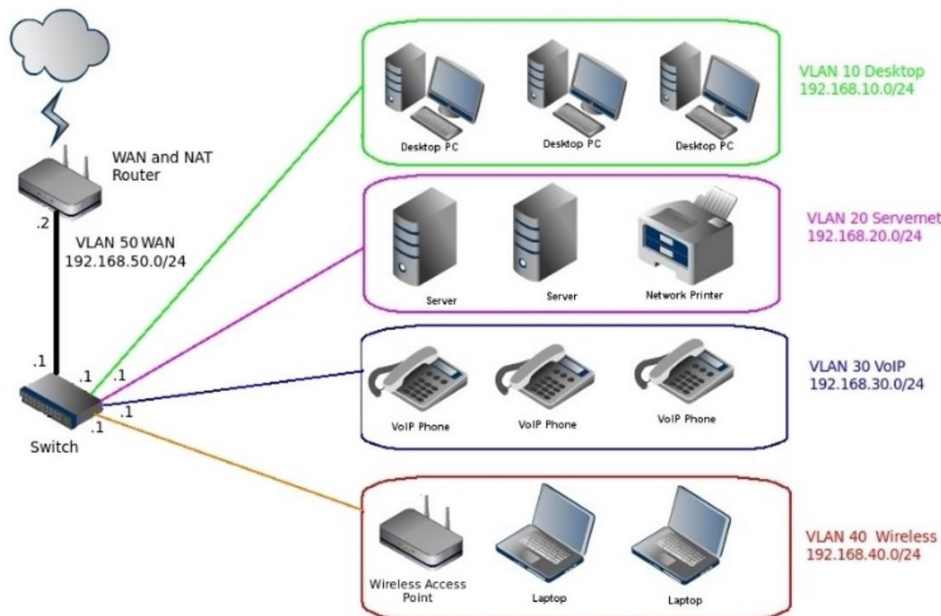 WAN and NAT
Router
.2
VLAN 50 WAN
192.168.50.0/24
.1
.1
.1
.1
.1
Switch
Desktop PC
Desktop PC
Desktop PC
VLAN 10 Desktop
192.168.10.0/24
Server
Server
Network Printer
VLAN 20 Servernet
192.168.20.0/24
VoIP Phone
VoIP Phone
VoIP Phone
VLAN 30 VoIP
192.168.30.0/24
Wireless Access
Point
Laptop
Laptop
VLAN 40 Wireless
192.168.40.0/24